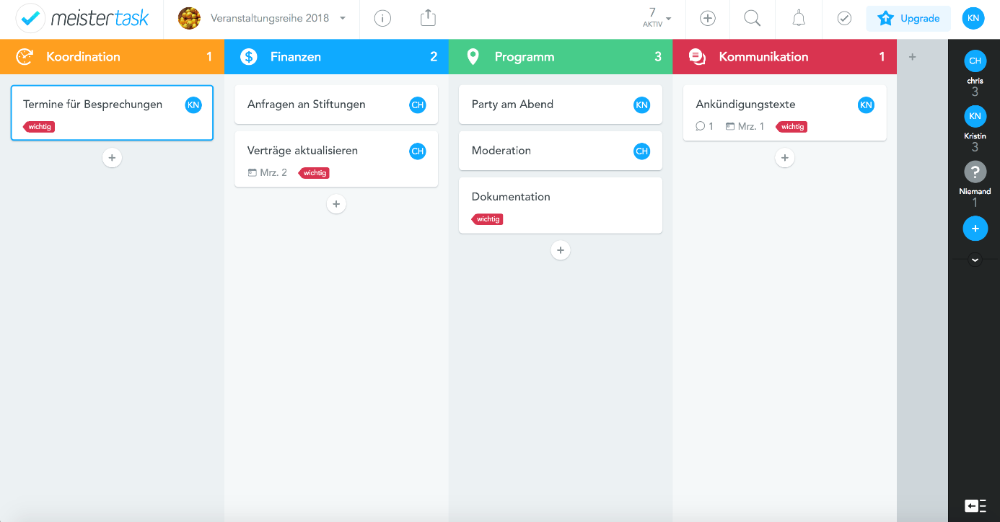 meistertask
Veranstaltungsreihe 2018
7
AKTIV
Upgrade
KN
Koordination 1
Termine für Besprechungen KN
wichtig
Finanzen 2
Anfragen an Stiftungen CH
Verträge aktualisieren CH
Mrz. 2 wichtig
Programm 3
Party am Abend KN
Moderation CH
Dokumentation
wichtig
Kommunikation 1
Ankündigungstexte KN
1 Mrz. 1 wichtig
CH
chris
3
KN
Kristin
3
?
Niemand
1